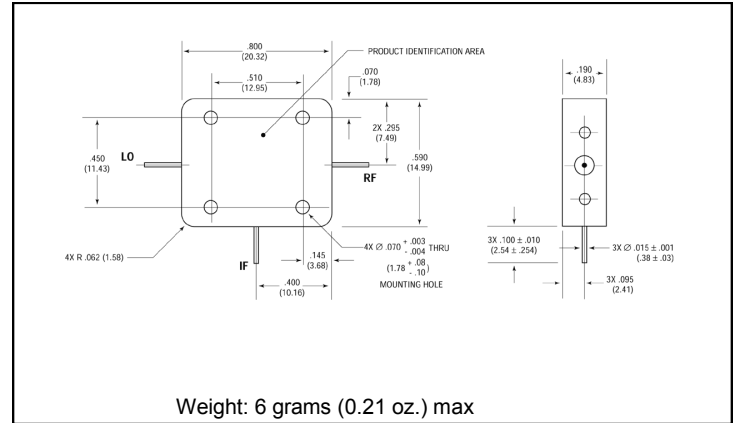 .800
(20.32)
PRODUCT IDENTIFICATION AREA
.510
(12.95)
.070
(1.78)
.190
(4.83)
2X .295
(7.49)
.450
(11.43)
LO
RF
.590
(14.99)
4X R .062 (1.58)
IF
.145
(3.68)
.400
(10.16)
4X Ø .070 + .003 - .004 THRU
(1.78 + .08 - .10)
MOUNTING HOLE
3X .100 ± .010
(2.54 ± .254)
3X Ø .015 ± .001
(.38 ± .03)
3X .095
(2.41)
Weight: 6 grams (0.21 oz.) max